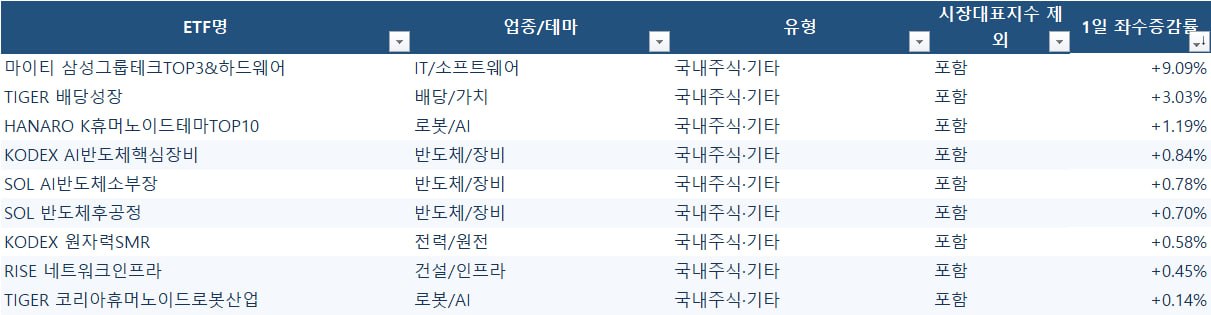 ETF명 업종/테마 유형 시장대표지수 제외 1일 좌수증감률
마이티 삼성그룹테크TOP3&하드웨어 IT/소프트웨어 국내주식·기타 포함 +9.09%
TIGER 배당성장 배당/가치 국내주식·기타 포함 +3.03%
HANARO K휴머노이드테마TOP10 로봇/AI 국내주식·기타 포함 +1.19%
KODEX AI반도체핵심장비 반도체/장비 국내주식·기타 포함 +0.84%
SOL AI반도체소부장 반도체/장비 국내주식·기타 포함 +0.78%
SOL 반도체후공정 반도체/장비 국내주식·기타 포함 +0.70%
KODEX 원자력SMR 전력/원전 국내주식·기타 포함 +0.58%
RISE 네트워크인프라 건설/인프라 국내주식·기타 포함 +0.45%
TIGER 코리아휴머노이드로봇산업 로봇/AI 국내주식·기타 포함 +0.14%